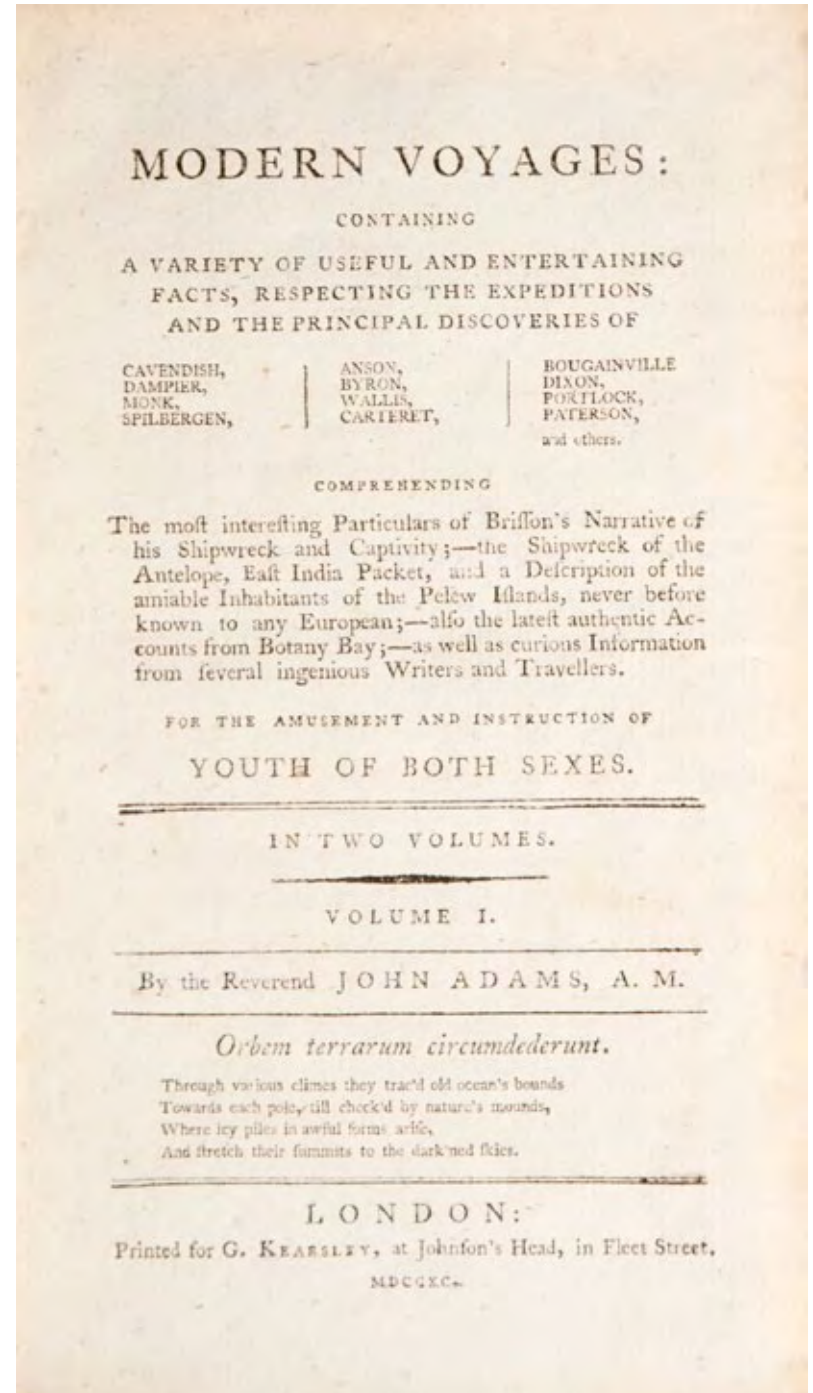 MODERN VOYAGES:
CONTAINING
A VARIETY OF USEFUL AND ENTERTAINING
FACTS, RESPECTING THE EXPEDITIONS
AND THE PRINCIPAL DISCOVERIES OF
CAVENDISH,
DAMPIER,
MONK,
SPILBERGEN,
ANSON,
BYRON,
WALLIS,
CARTERET,
BOUGAINVILLE
DIXON,
PORTLOCK,
PATERSON,
and others.
COMPREHENDING
The moſt intereſting Particulars of Briſſon's Narrative of
his Shipwreck and Captivity;—the Shipwreck of the
Antelope, Eaſt India Packet, and a Deſcription of the
amiable Inhabitants of the Pelew Iſlands, never before
known to any European;—alſo the lateſt authentic Ac-
counts from Botany Bay;—as well as curious Information
from ſeveral ingenious Writers and Travellers.
FOR THE AMUSEMENT AND INSTRUCTION OF
YOUTH OF BOTH SEXES.
IN TWO VOLUMES.
VOLUME I.
By the Reverend JOHN ADAMS, A. M.
Orbem terrarum circumdederunt.
Through various climes they trac'd old ocean's bounds
Towards each pole, till check'd by nature's mounds,
Where icy piles in awful forms ariſe,
And ſtretch their ſummits to the dark'ned ſkies.
LONDON:
Printed for G. KEARSLEY, at Johnſon's Head, in Fleet Street.
MDCCXC.